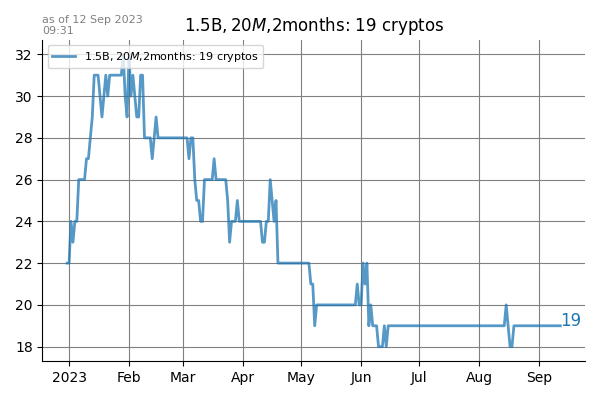 as of 12 Sep 2023
09:31
1.5B, 20M,2months: 19 cryptos
1.5B, 20M,2months: 19 cryptos
32
30
28
26
24
22
20
18
19
2023 Feb Mar Apr May Jun Jul Aug Sep